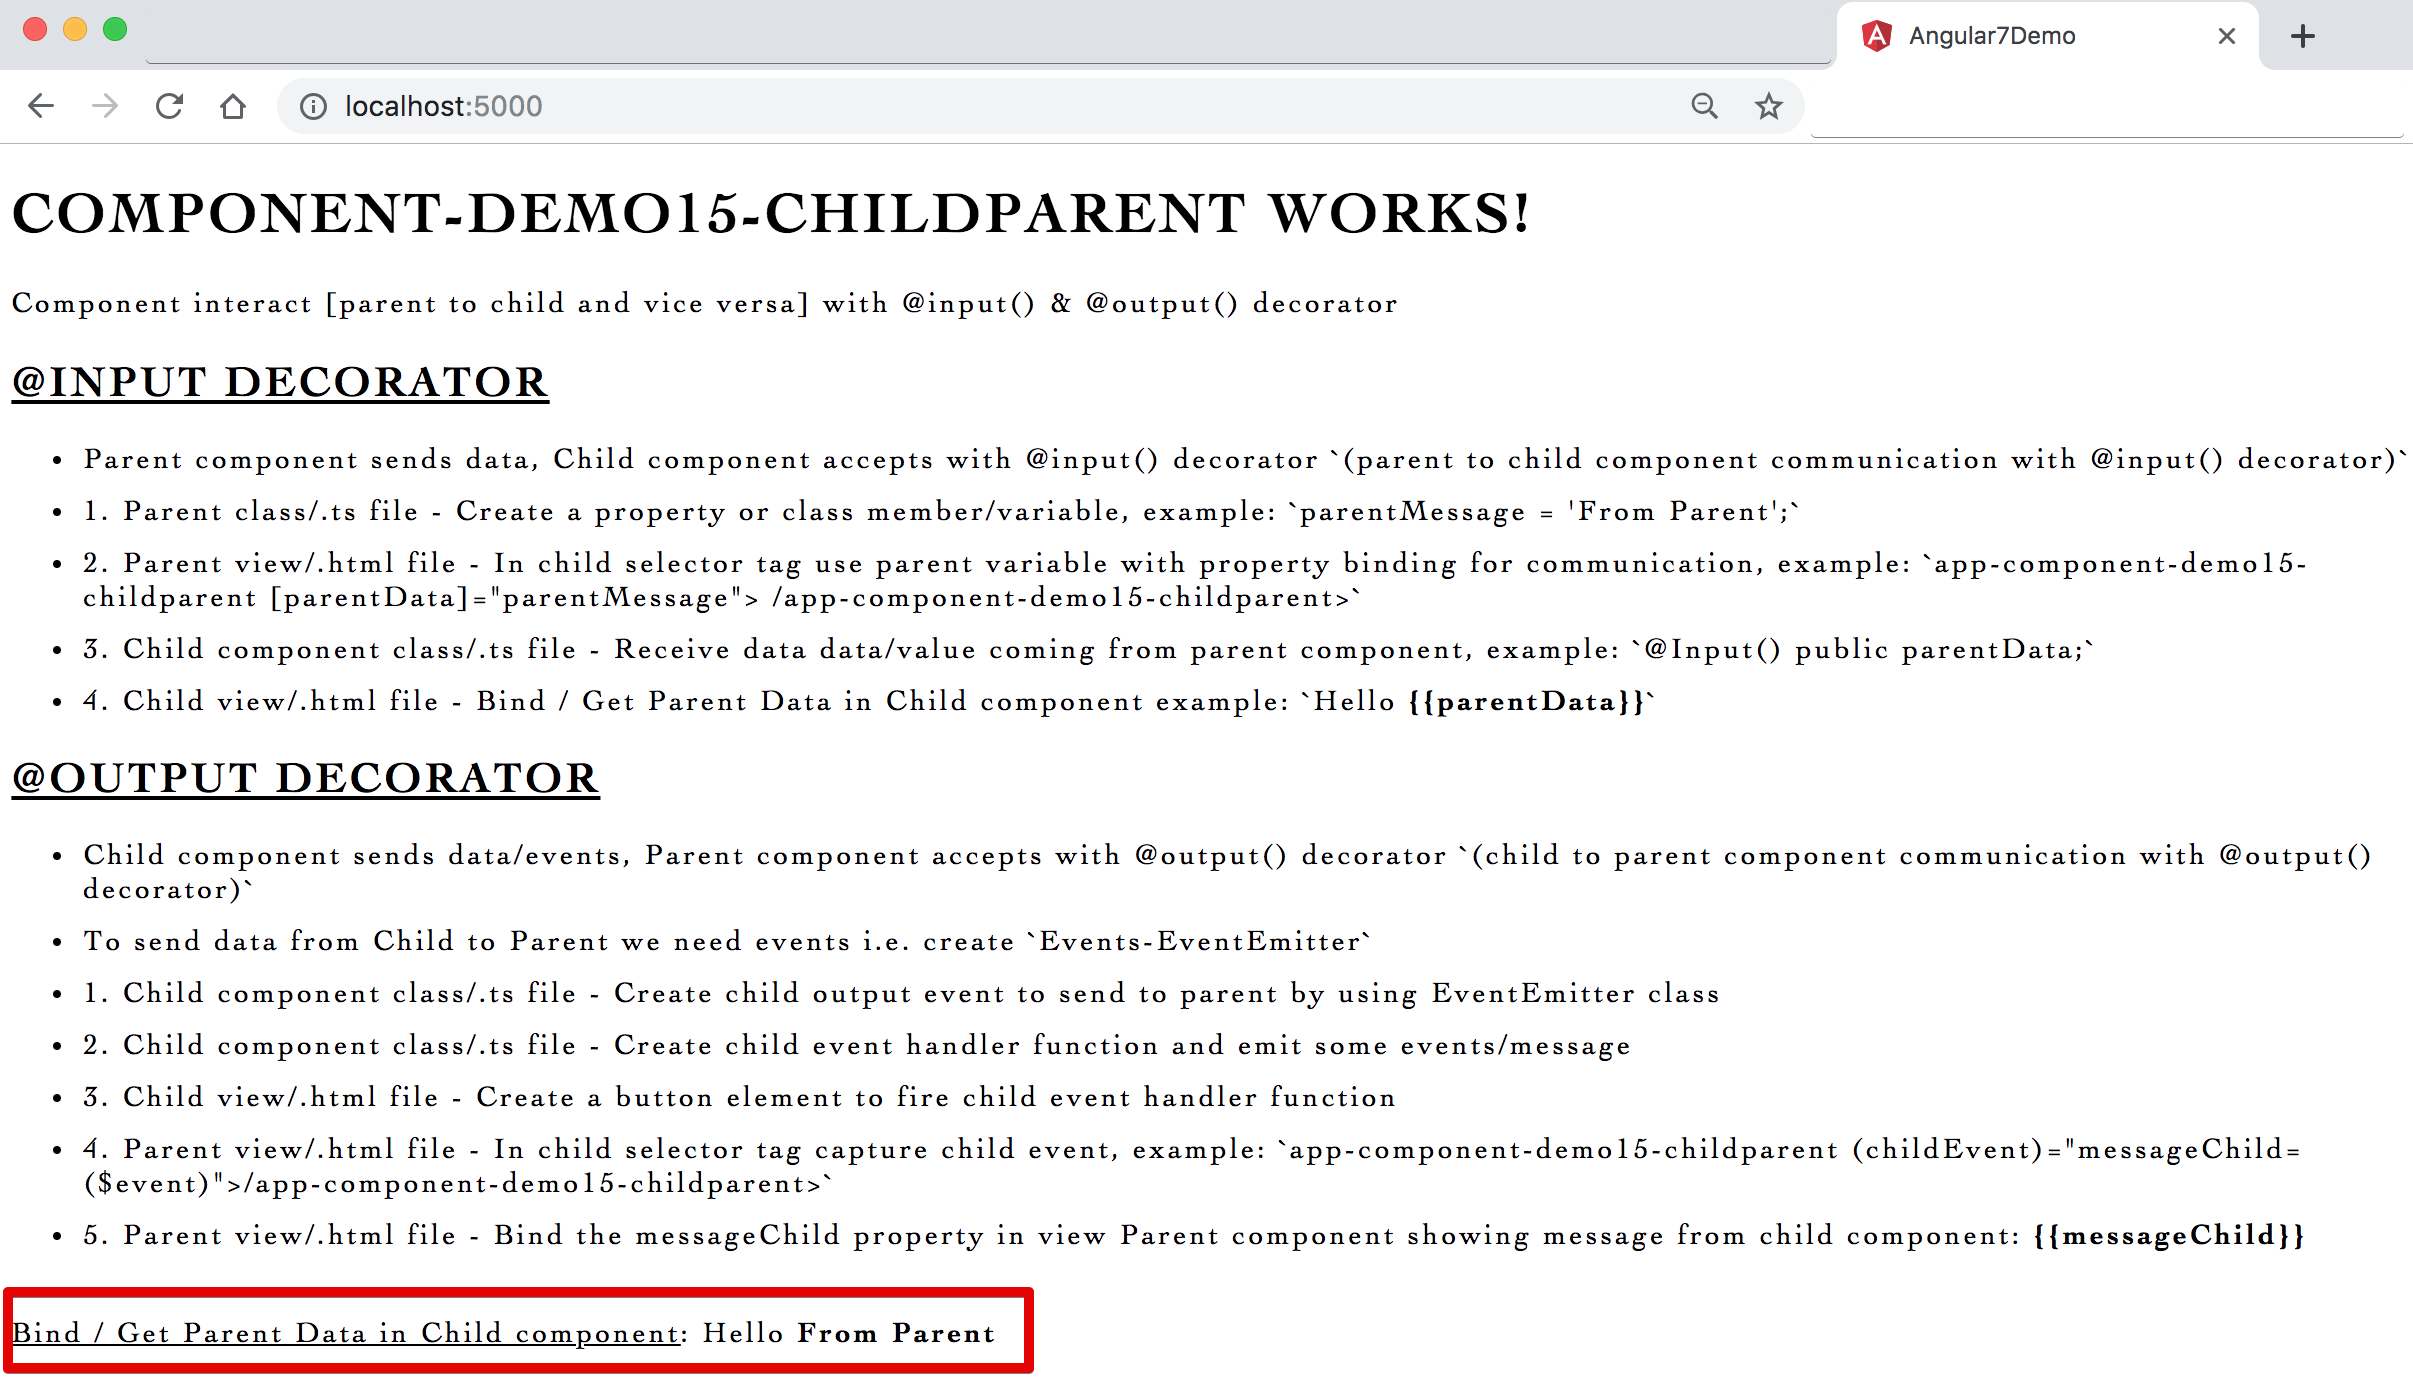 Angular7Demo
localhost:5000
COMPONENT-DEMO15-CHILDPARENT WORKS!
Component interact [parent to child and vice versa] with @input() & @output() decorator
@INPUT DECORATOR
• Parent component sends data, Child component accepts with @input() decorator `(parent to child component communication with @input() decorator)`
• 1. Parent class/.ts file - Create a property or class member/variable, example: `parentMessage = 'From Parent';`
• 2. Parent view/.html file - In child selector tag use parent variable with property binding for communication, example: `app-component-demo15-
childparent [parentData]="parentMessage"> /app-component-demo15-childparent>`
• 3. Child component class/.ts file - Receive data data/value coming from parent component, example: `@Input() public parentData;`
• 4. Child view/.html file - Bind / Get Parent Data in Child component example: `Hello {{parentData}}`
@OUTPUT DECORATOR
• Child component sends data/events, Parent component accepts with @output() decorator `(child to parent component communication with @output()
decorator)`
• To send data from Child to Parent we need events i.e. create `Events-EventEmitter`
• 1. Child component class/.ts file - Create child output event to send to parent by using EventEmitter class
• 2. Child component class/.ts file - Create child event handler function and emit some events/message
• 3. Child view/.html file - Create a button element to fire child event handler function
• 4. Parent view/.html file - In child selector tag capture child event, example: `app-component-demo15-childparent (childEvent)="messageChild=
($event)">/app-component-demo15-childparent>`
• 5. Parent view/.html file - Bind the messageChild property in view Parent component showing message from child component: {{messageChild}}
Bind / Get Parent Data in Child component: Hello From Parent